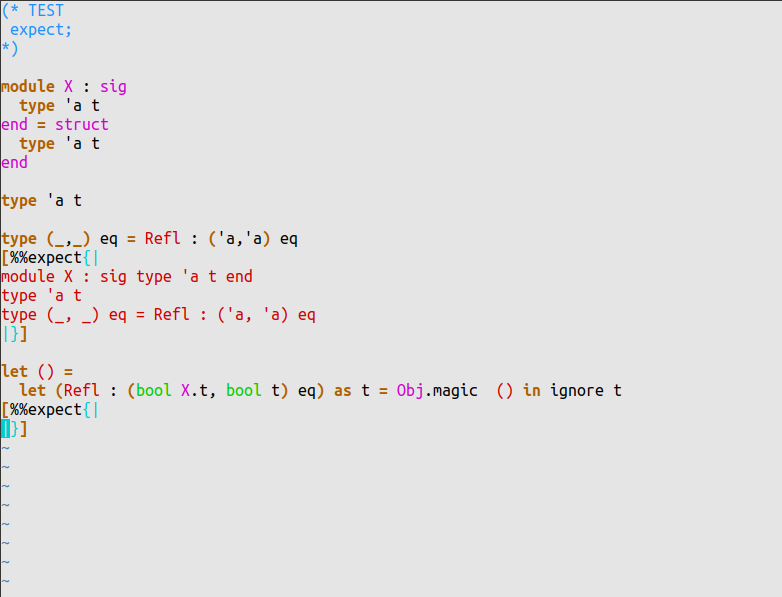 (* TEST
 expect;
*)

module X : sig
  type 'a t
end = struct
  type 'a t
end

type 'a t

type (_,_) eq = Refl : ('a,'a) eq
[%%expect{|
module X : sig type 'a t end
type 'a t
type (_, _) eq = Refl : ('a, 'a) eq
|}]

let () =
  let (Refl : (bool X.t, bool t) eq) as t = Obj.magic  () in ignore t
[%%expect{|
|}]
~
~
~
~
~
~
~
~